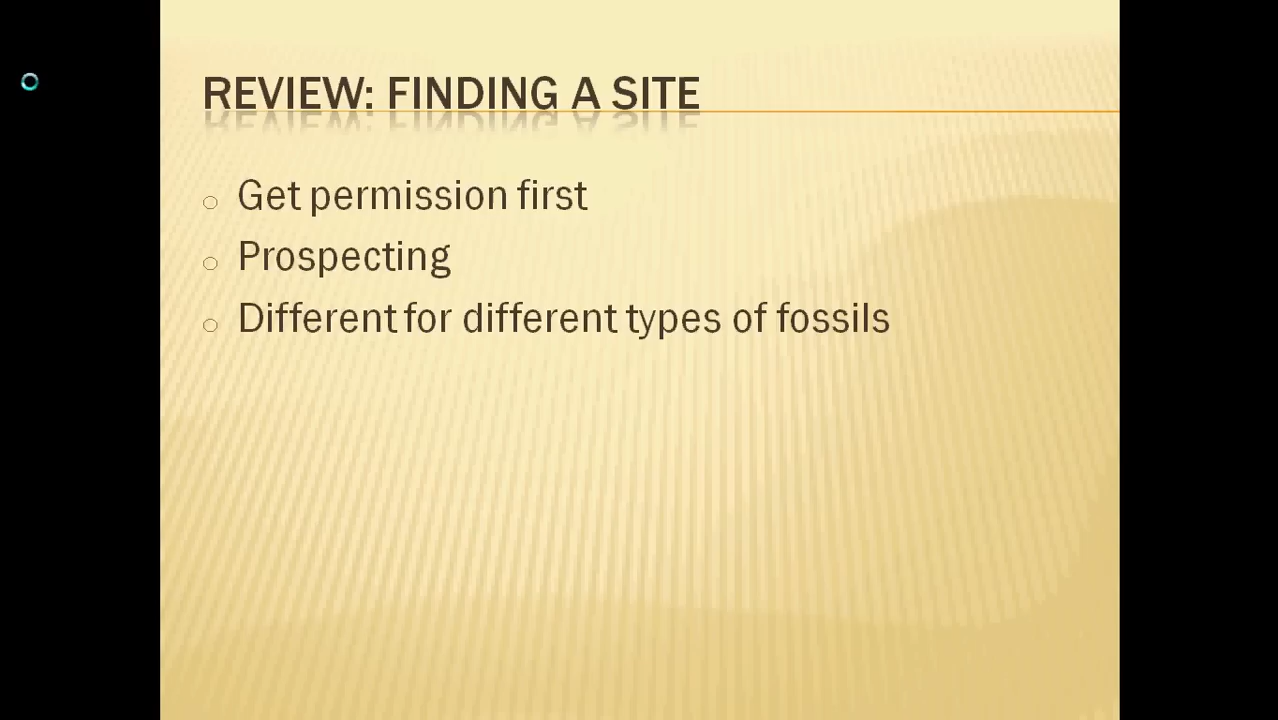 REVIEW: FINDING A SITE
Get permission first
Prospecting
Different for different types of fossils